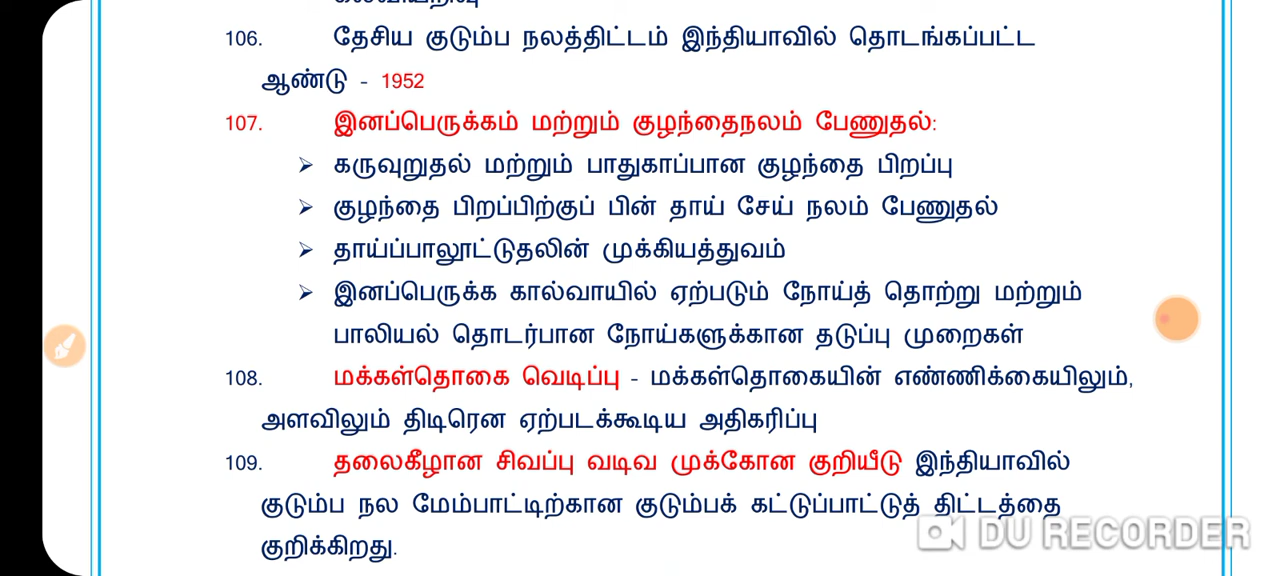 கல்வியறிவு
106. தேசிய குடும்ப நலத்திட்டம் இந்தியாவில் தொடங்கப்பட்ட
ஆண்டு - 1952
107. இனப்பெருக்கம் மற்றும் குழந்தைநலம் பேணுதல்:
➢ கருவுறுதல் மற்றும் பாதுகாப்பான குழந்தை பிறப்பு
➢ குழந்தை பிறப்பிற்குப் பின் தாய் சேய் நலம் பேணுதல்
➢ தாய்ப்பாலூட்டுதலின் முக்கியத்துவம்
➢ இனப்பெருக்க கால்வாயில் ஏற்படும் நோய்த் தொற்று மற்றும்
பாலியல் தொடர்பான நோய்களுக்கான தடுப்பு முறைகள்
108. மக்கள்தொகை வெடிப்பு - மக்கள்தொகையின் எண்ணிக்கையிலும்,
அளவிலும் திடிரென ஏற்படக்கூடிய அதிகரிப்பு
109. தலைகீழான சிவப்பு வடிவ முக்கோன குறியீடு இந்தியாவில்
குடும்ப நல மேம்பாட்டிற்கான குடும்பக் கட்டுப்பாட்டுத் திட்டத்தை
குறிக்கிறது.
DU RECORDER